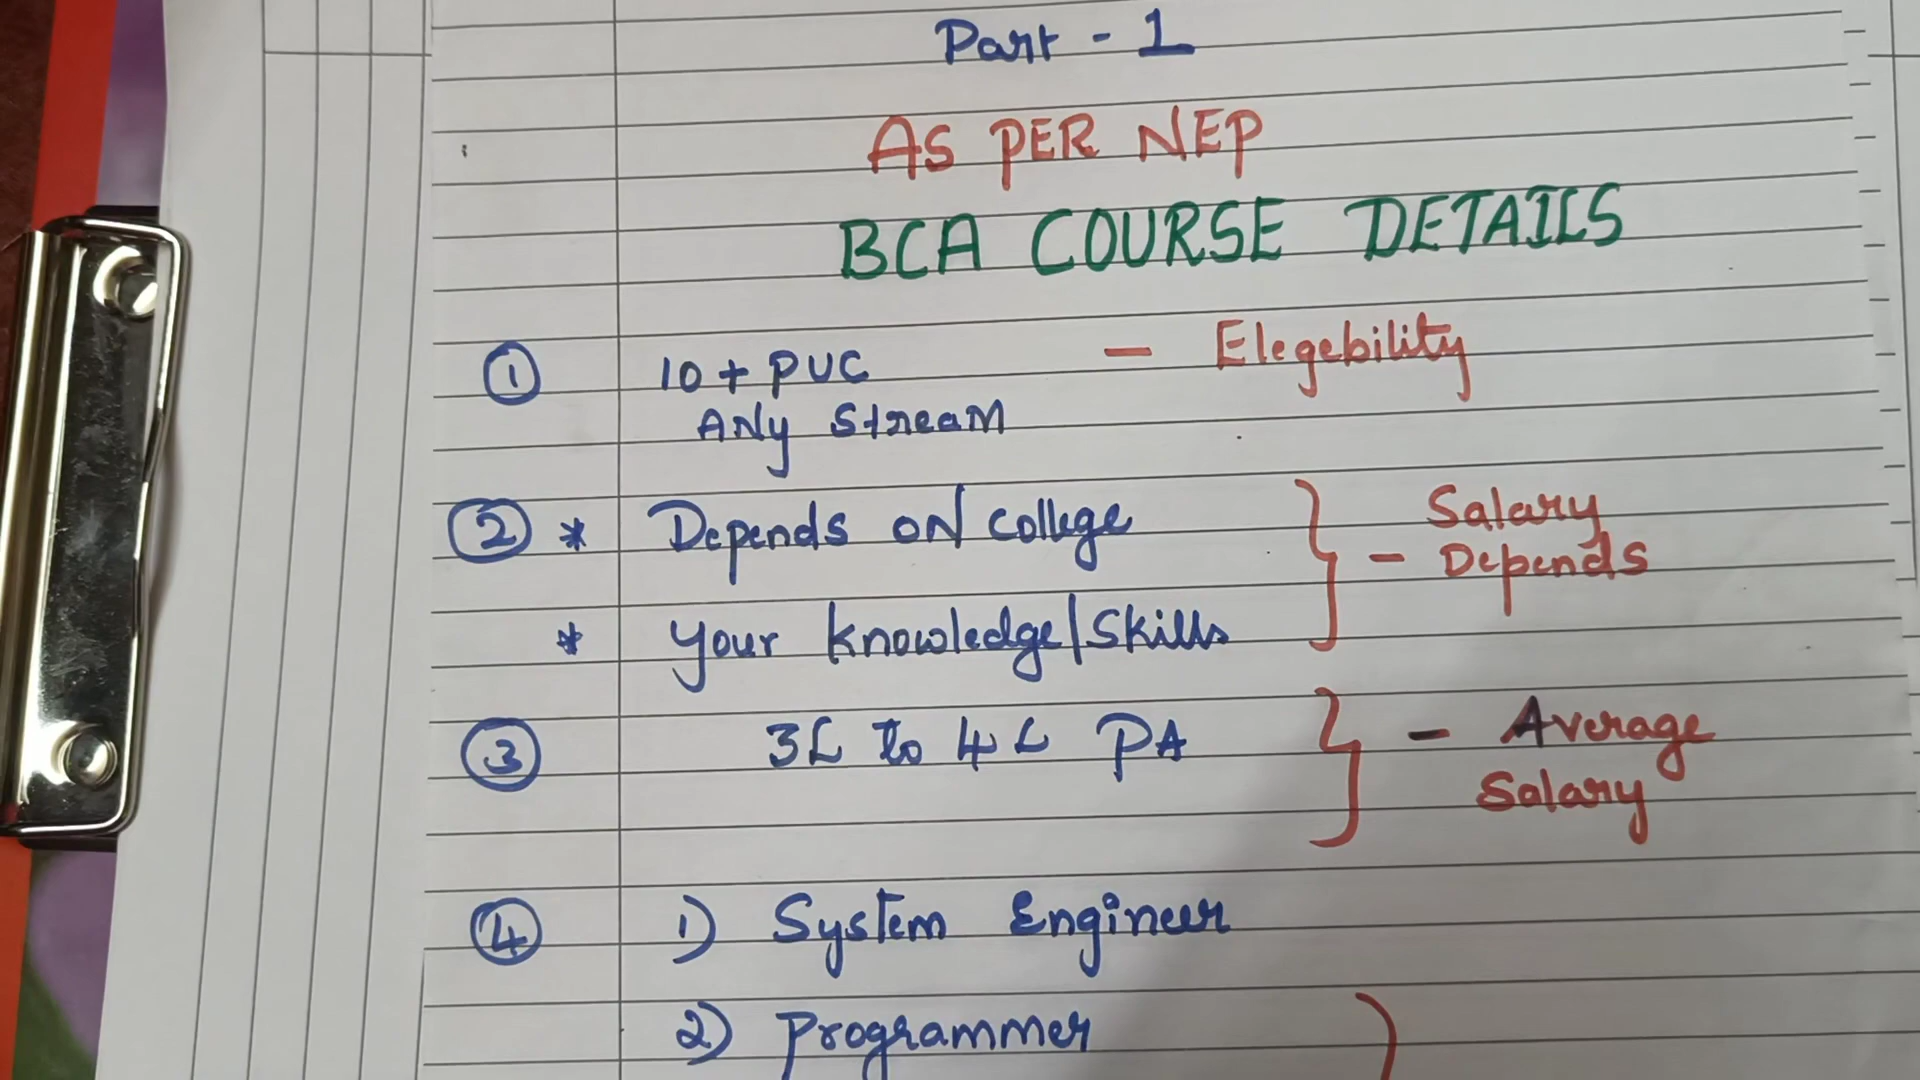 Part - 1
AS PER NEP
BCA COURSE DETAILS
① 10 + PUC - Elegebility
ANy StreaM
② * Depends oN college - Salary Depends
* your knowledge/Skills
③ 3L to 4L PA - Average Salary
④ 1) System Engineer
2) programmer